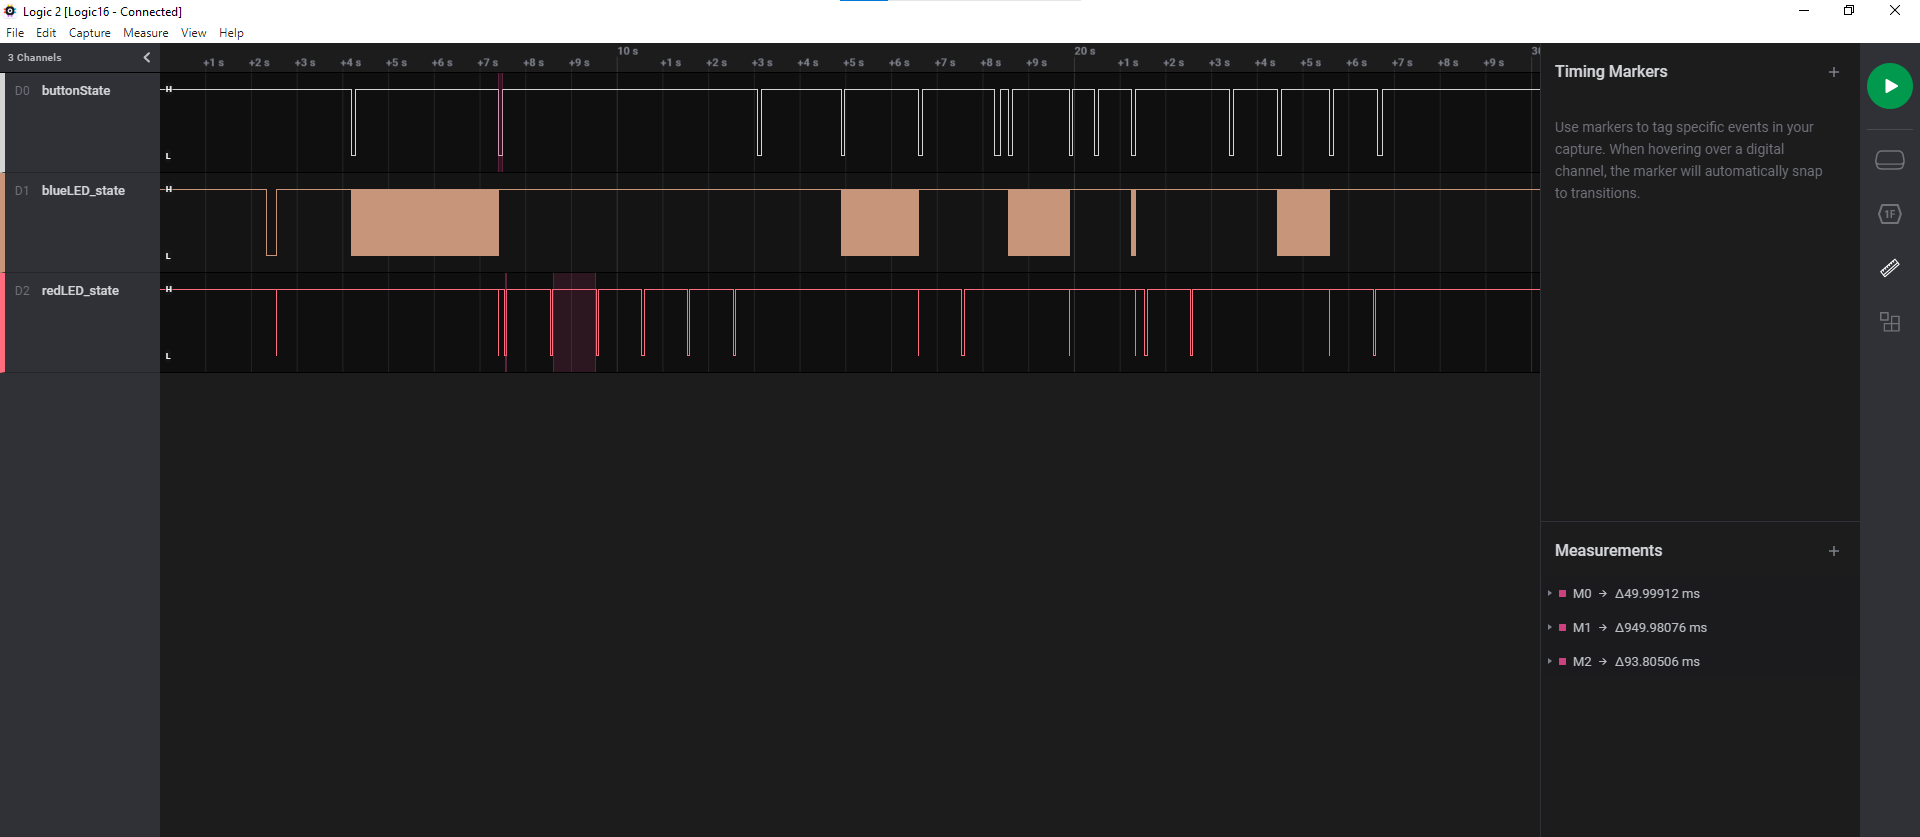 Logic 2 [Logic16 - Connected]
File Edit Capture Measure View Help
3 Channels
10 s 20 s 30
+1 s +2 s +3 s +4 s +5 s +6 s +7 s +8 s +9 s +1 s +2 s +3 s +4 s +5 s +6 s +7 s +8 s +9 s +1 s +2 s +3 s +4 s +5 s +6 s +7 s +8 s +9 s
D0 buttonState
H
L
D1 blueLED_state
H
L
D2 redLED_state
H
L
Timing Markers +
Use markers to tag specific events in your
capture. When hovering over a digital
channel, the marker will automatically snap
to transitions.
1F
Measurements +
M0 → Δ49.99912 ms
M1 → Δ949.98076 ms
M2 → Δ93.80506 ms